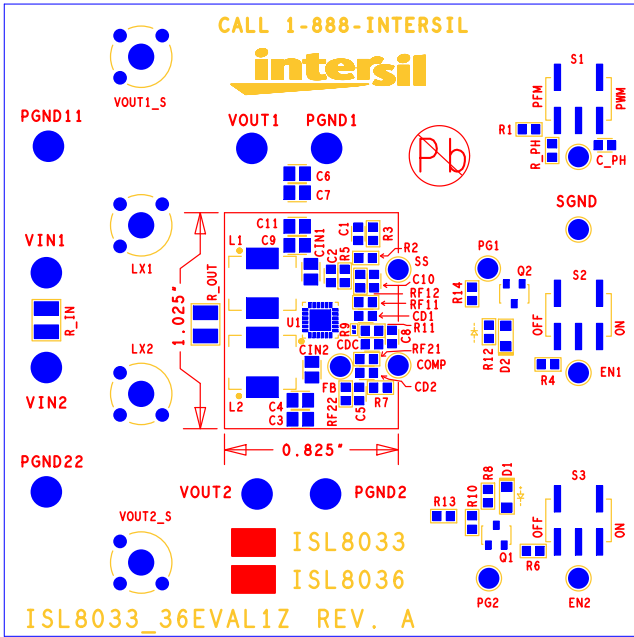 CALL 1-888-INTERSIL
intersil
VOUT1_S
PGND11
VOUT1
PGND1
Pb
S1
PFM
PWM
R1
R_PH
C_PH
C6
C7
SGND
VIN1
LX1
R_OUT
R_IN
1.025"
C11
C9
L1
CIN1
C1
R3
R2
R5
C2
SS
C10
RF12
RF11
CD1
U1
R9
R11
CDC
C8
RF21
CIN2
FB
COMP
CD2
L2
C4
C3
RF22
C5
R7
PG1
Q2
R14
R12
D2
S2
OFF
ON
R4
EN1
LX2
VIN2
0.825"
PGND22
VOUT2
PGND2
VOUT2_S
R13
R10
R8
D1
Q1
S3
OFF
ON
R6
PG2
EN2
ISL8033
ISL8036
ISL8033_36EVAL1Z REV. A